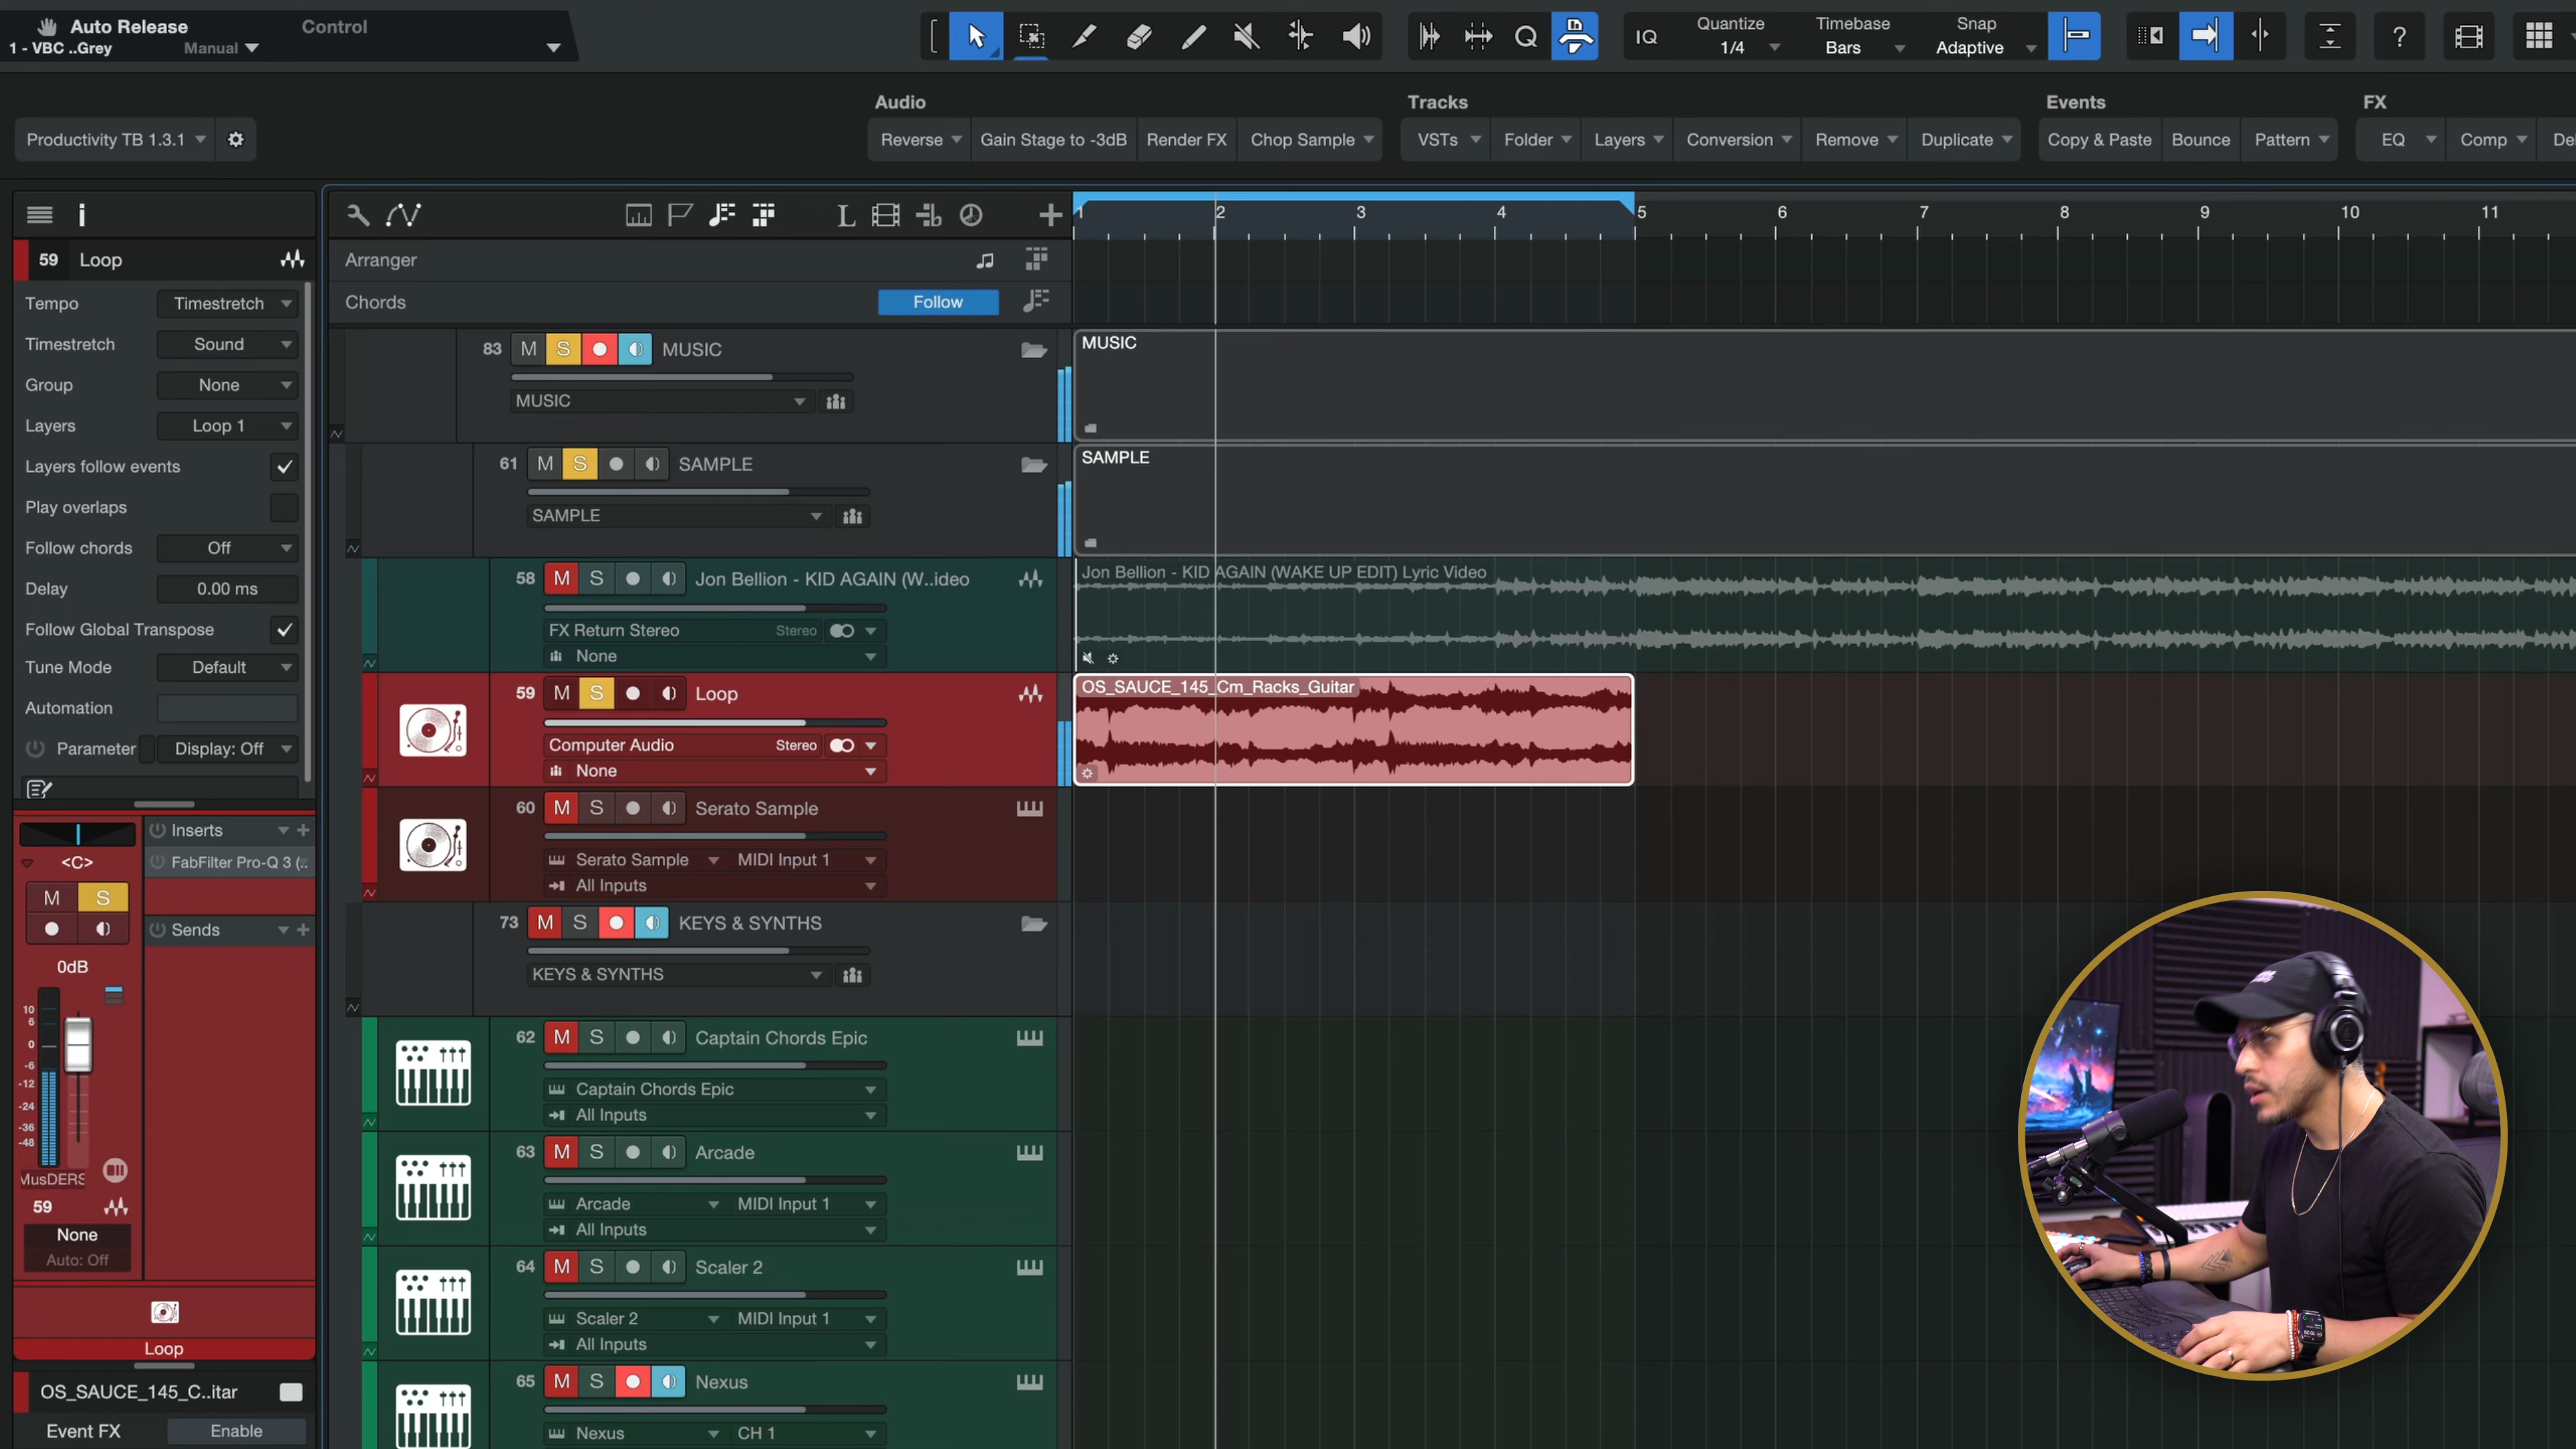 Auto Release
Control
1 - VBC ..Grey
Manual
IQ
Quantize
1/4
Timebase
Bars
Snap
Adaptive
?
Productivity TB 1.3.1
Audio
Reverse
Gain Stage to -3dB
Render FX
Chop Sample
Tracks
VSTs
Folder
Layers
Conversion
Remove
Duplicate
Events
Copy & Paste
Bounce
Pattern
FX
EQ
Comp
59
Loop
Tempo
Timestretch
Timestretch
Sound
Group
None
Layers
Loop 1
Layers follow events
Play overlaps
Follow chords
Off
Delay
0.00 ms
Follow Global Transpose
Tune Mode
Default
Automation
Parameter
Display: Off
<C>
Inserts
FabFilter Pro-Q 3 (..
M
S
Sends
0dB
10
6
0
-6
-12
-24
-36
-48
MusDERS
59
None
Auto: Off
Loop
OS_SAUCE_145_C..itar
Event FX
Enable
L
1 2 3 4 5 6 7 8 9 10 11
Arranger
Chords
Follow
83
M
S
MUSIC
MUSIC
MUSIC
61
M
S
SAMPLE
SAMPLE
SAMPLE
58
M
S
Jon Bellion - KID AGAIN (W..ideo
FX Return Stereo
Stereo
None
Jon Bellion - KID AGAIN (WAKE UP EDIT) Lyric Video
59
M
S
Loop
Computer Audio
Stereo
None
OS_SAUCE_145_Cm_Racks_Guitar
60
M
S
Serato Sample
Serato Sample
MIDI Input 1
All Inputs
73
M
S
KEYS & SYNTHS
KEYS & SYNTHS
62
M
S
Captain Chords Epic
Captain Chords Epic
All Inputs
63
M
S
Arcade
Arcade
MIDI Input 1
All Inputs
64
M
S
Scaler 2
Scaler 2
MIDI Input 1
All Inputs
65
M
S
Nexus
Nexus
CH 1